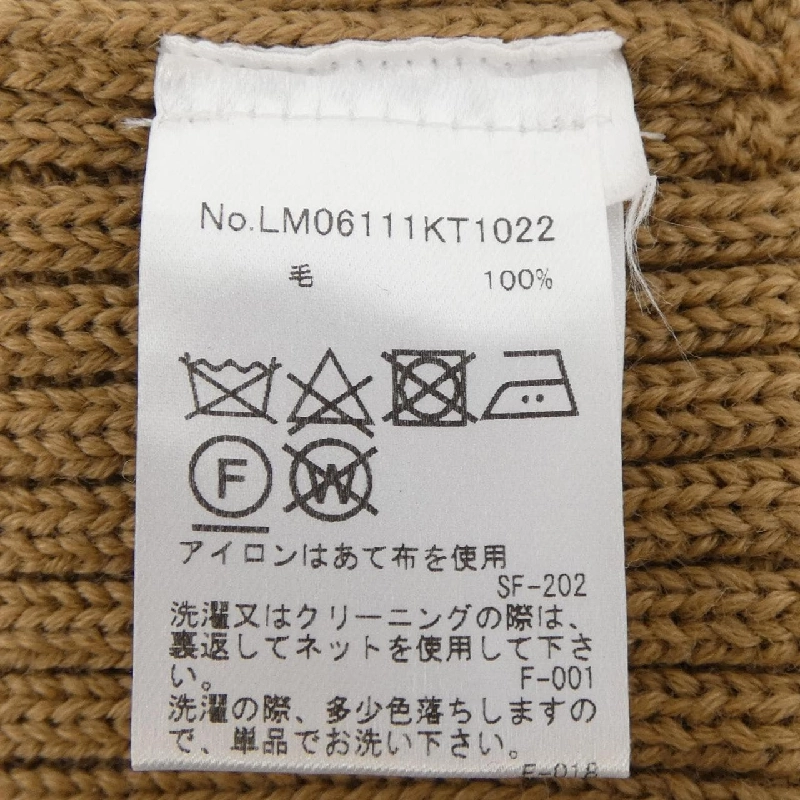 No.LM06111KT1022
毛 100%
F W
アイロンはあて布を使用
SF-202
洗濯又はクリーニングの際は、
裏返してネットを使用して下さ
い。 F-001
洗濯の際、多少色落ちしますの
で、単品でお洗い下さい。
F-018